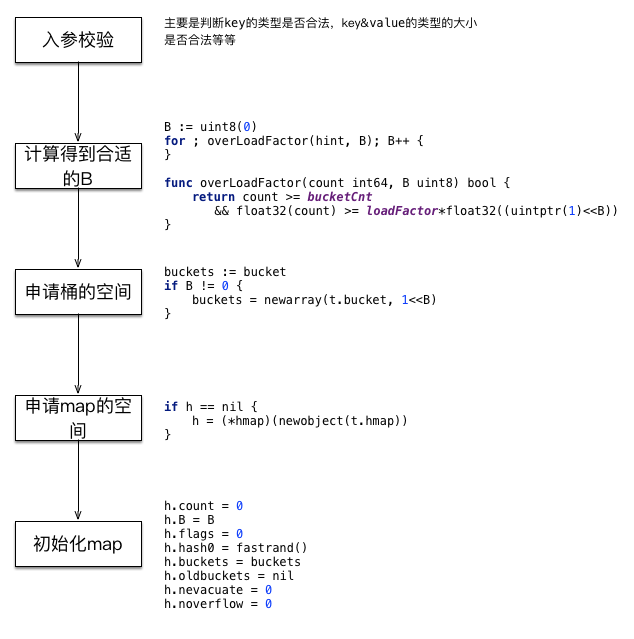 入参校验
主要是判断key的类型是否合法，key&value的类型的大小
是否合法等等
计算得到合适
的B
B := uint8(0)
for ; overLoadFactor(hint, B); B++ {
}
func overLoadFactor(count int64, B uint8) bool {
return count >= bucketCnt
&& float32(count) >= loadFactor*float32((uintptr(1)<<B))
}
申请桶的空间
buckets := bucket
if B != 0 {
buckets = newarray(t.bucket, 1<<B)
}
申请map的空
间
if h == nil {
h = (*hmap)(newobject(t.hmap))
}
初始化map
h.count = 0
h.B = B
h.flags = 0
h.hash0 = fastrand()
h.buckets = buckets
h.oldbuckets = nil
h.nevacuate = 0
h.noverflow = 0